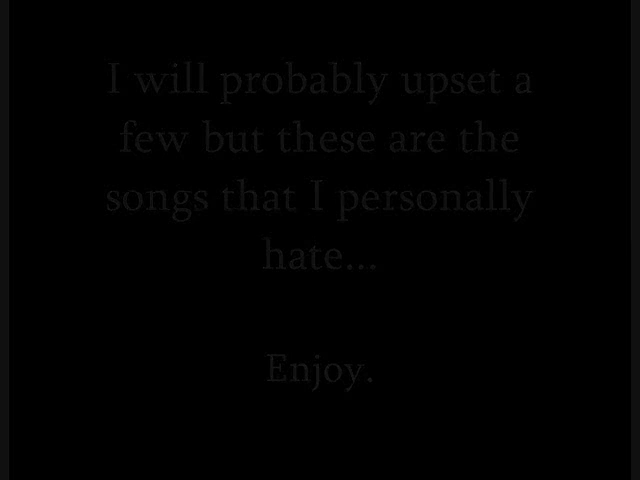 I will probably upset a
few but these are the
songs that I personally
hate...
Enjoy.